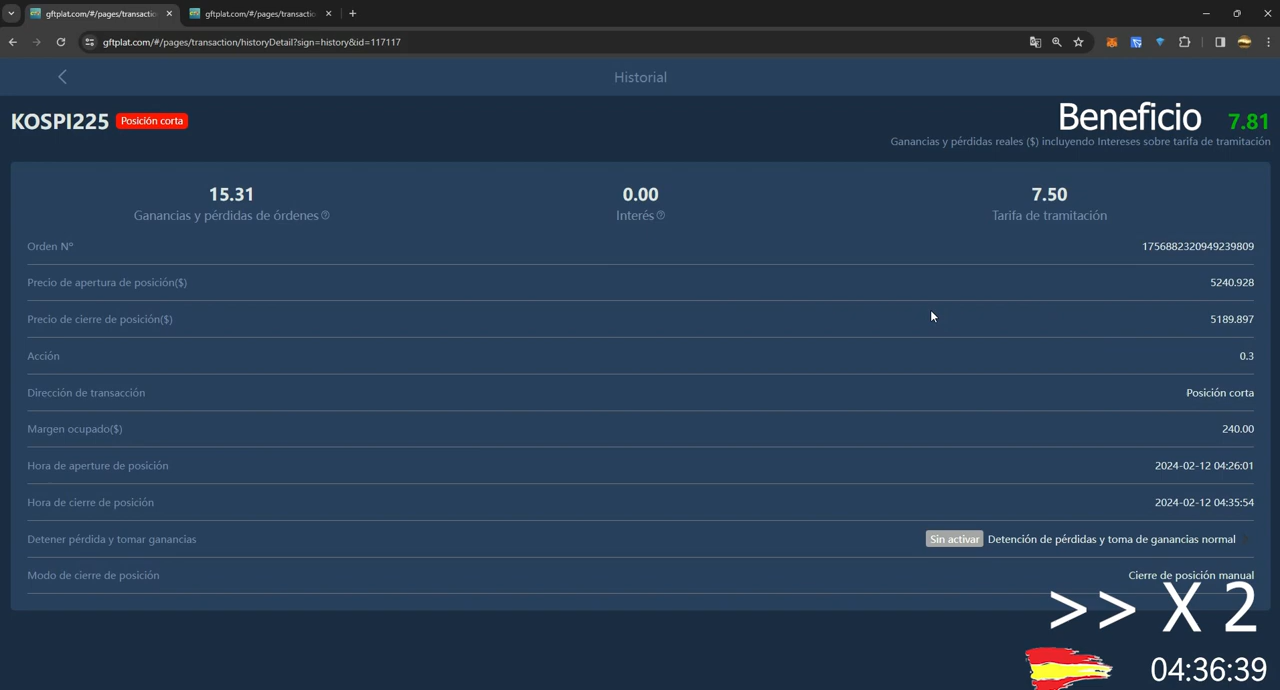 gftplat.com/#/pages/transaction
gftplat.com/#/pages/transaction
gftplat.com/#/pages/transaction/historyDetail?sign=history&id=117117
Historial
KOSPI225 Posición corta
Beneficio 7.81
Ganancias y pérdidas reales ($) incluyendo Intereses sobre tarifa de tramitación
15.31 0.00 7.50
Ganancias y pérdidas de órdenes Interés Tarifa de tramitación
Orden Nº 1756882320949239809
Precio de apertura de posición($) 5240.928
Precio de cierre de posición($) 5189.897
Acción 0.3
Dirección de transacción Posición corta
Margen ocupado($) 240.00
Hora de aperture de posición 2024-02-12 04:26:01
Hora de cierre de posición 2024-02-12 04:35:54
Detener pérdida y tomar ganancias Sin activar Detención de pérdidas y toma de ganancias normal
Modo de cierre de posición Cierre de posición manual
>> X 2
04:36:39